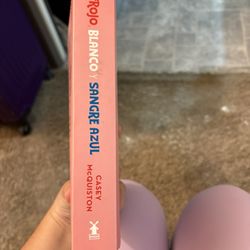 ROJO, BLANCO Y SANGRE AZUL
CASEY
McQUISTON